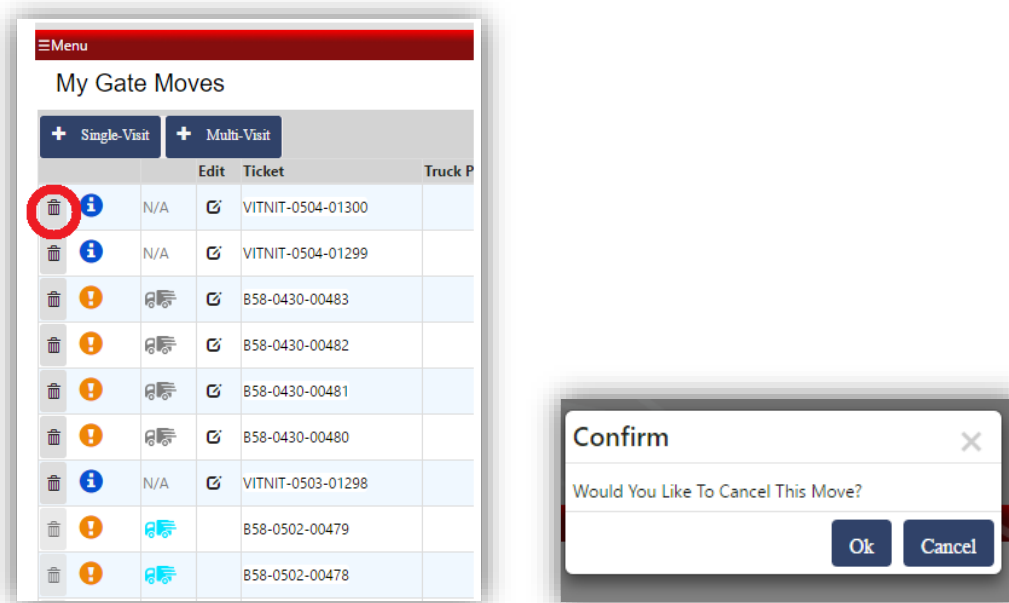 ☰Menu
My Gate Moves
+ Single-Visit + Multi-Visit
Edit Ticket Truck P
N/A VITNIT-0504-01300
N/A VITNIT-0504-01299
B58-0430-00483
B58-0430-00482
B58-0430-00481
B58-0430-00480
N/A VITNIT-0503-01298
B58-0502-00479
B58-0502-00478
Confirm ×
Would You Like To Cancel This Move?
Ok Cancel